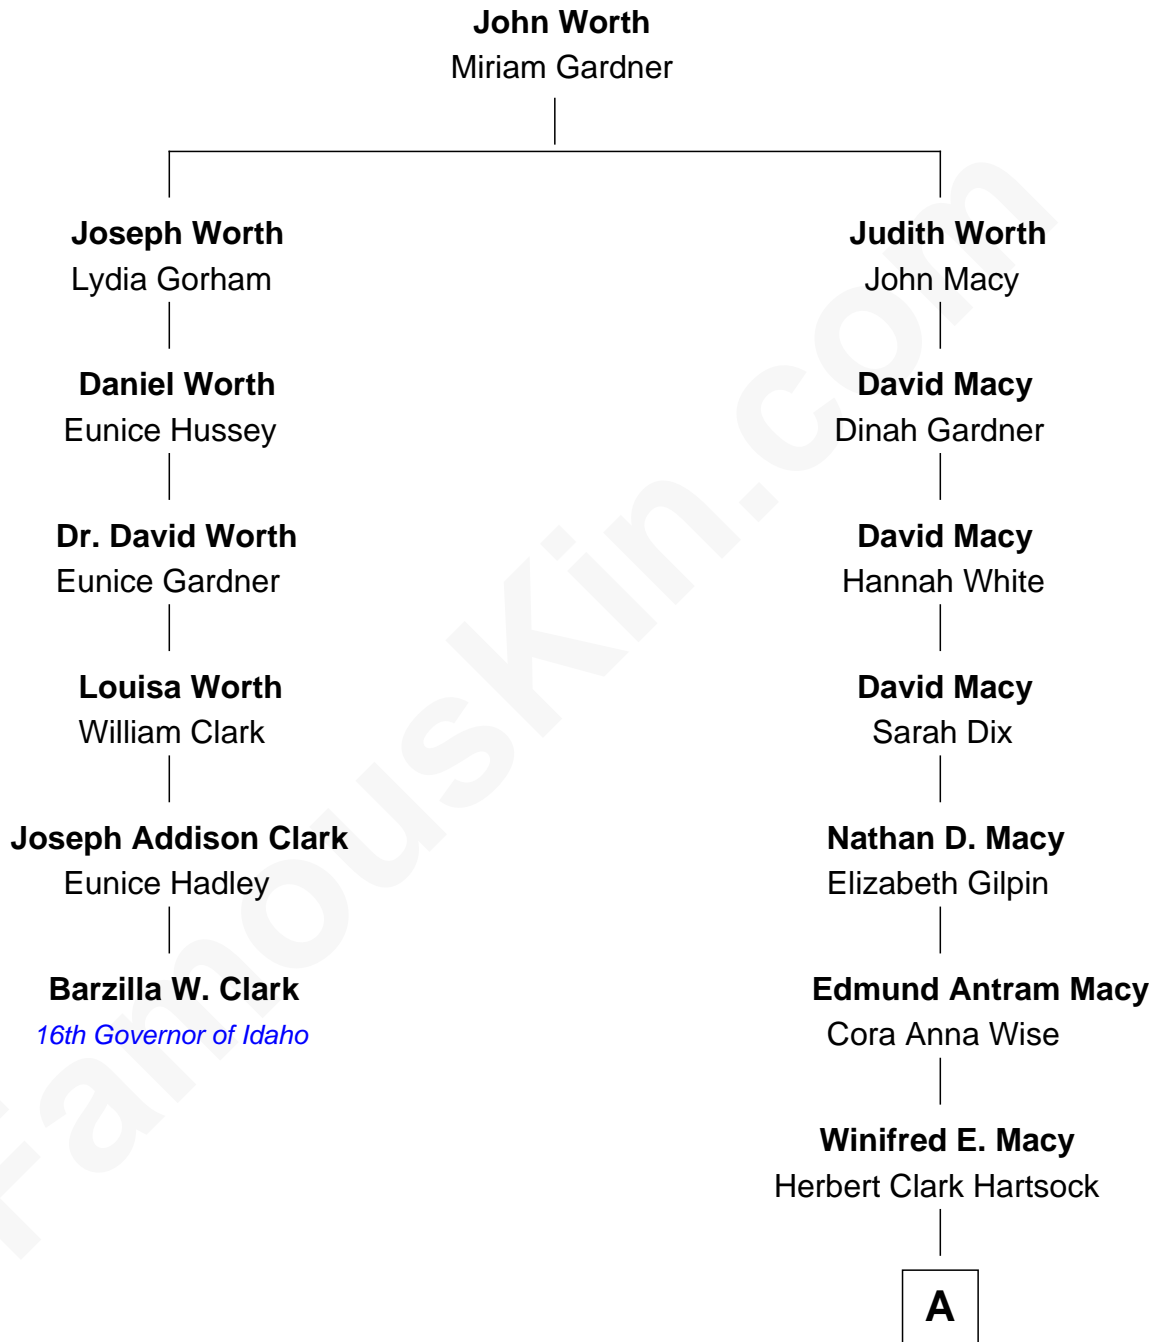 John Worth
Miriam Gardner
Joseph Worth
Lydia Gorham
Judith Worth
John Macy
Daniel Worth
Eunice Hussey
David Macy
Dinah Gardner
Dr. David Worth
Eunice Gardner
David Macy
Hannah White
Louisa Worth
William Clark
David Macy
Sarah Dix
Joseph Addison Clark
Eunice Hadley
Nathan D. Macy
Elizabeth Gilpin
Barzilla W. Clark
16th Governor of Idaho
Edmund Antram Macy
Cora Anna Wise
Winifred E. Macy
Herbert Clark Hartsock
A
FamousKin.com